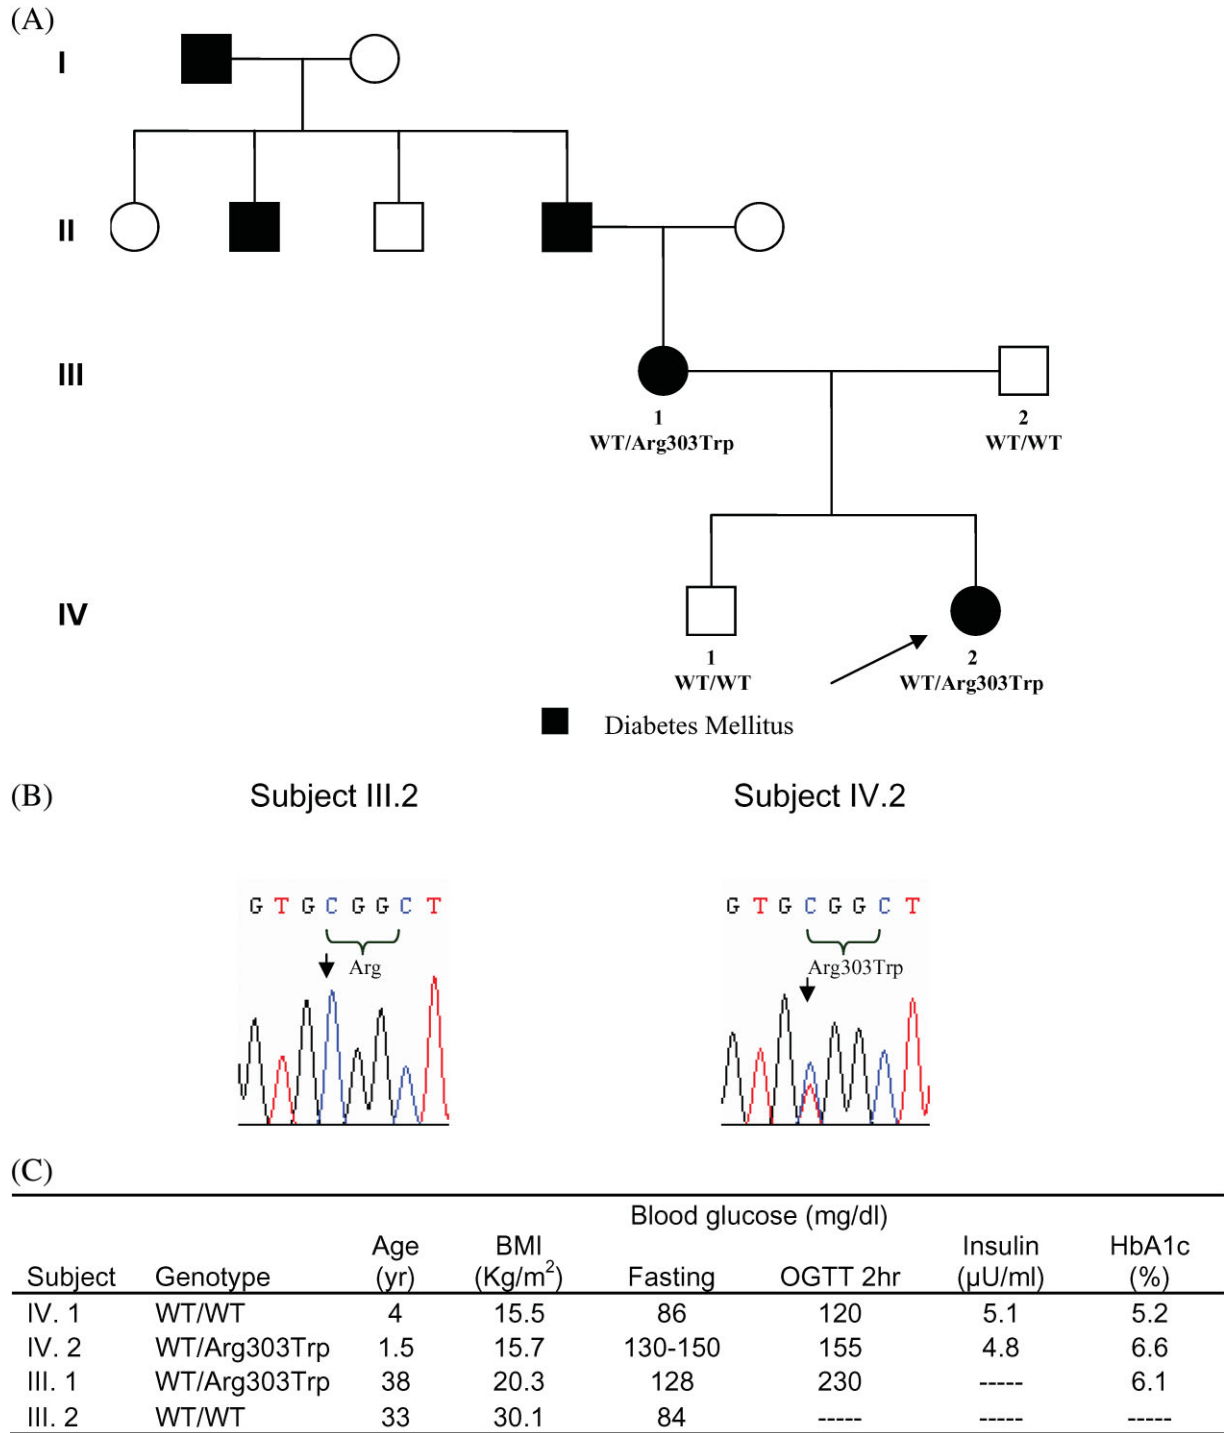 (A)
I
II
III
1
WT/Arg303Trp
2
WT/WT
IV
1
WT/WT
2
WT/Arg303Trp
Diabetes Mellitus
(B)
Subject III.2
Subject IV.2
G T G C G G C T
G T G C G G C T
Arg
Arg303Trp
(C)
Blood glucose (mg/dl)
Age BMI Insulin HbA1c
Subject Genotype (yr) (Kg/m²) Fasting OGTT 2hr (µU/ml) (%)
IV. 1 WT/WT 4 15.5 86 120 5.1 5.2
IV. 2 WT/Arg303Trp 1.5 15.7 130-150 155 4.8 6.6
III. 1 WT/Arg303Trp 38 20.3 128 230 ----- 6.1
III. 2 WT/WT 33 30.1 84 ----- ----- -----